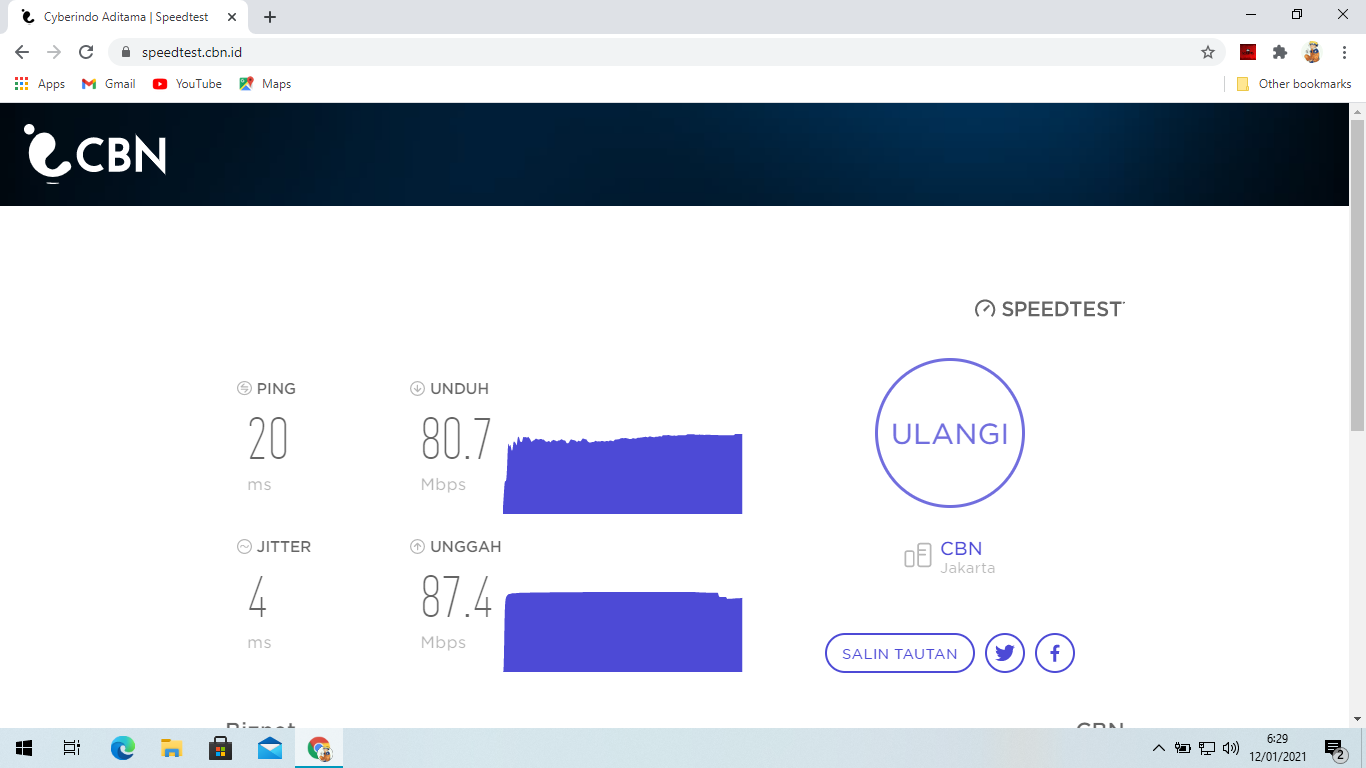 Cyberindo Aditama | Speedtest
speedtest.cbn.id
Apps Gmail YouTube Maps Other bookmarks
CBN
SPEEDTEST
PING
20
ms
UNDUH
80.7
Mbps
ULANGI
JITTER
4
ms
UNGGAH
87.4
Mbps
CBN
Jakarta
SALIN TAUTAN
6:29
12/01/2021
2